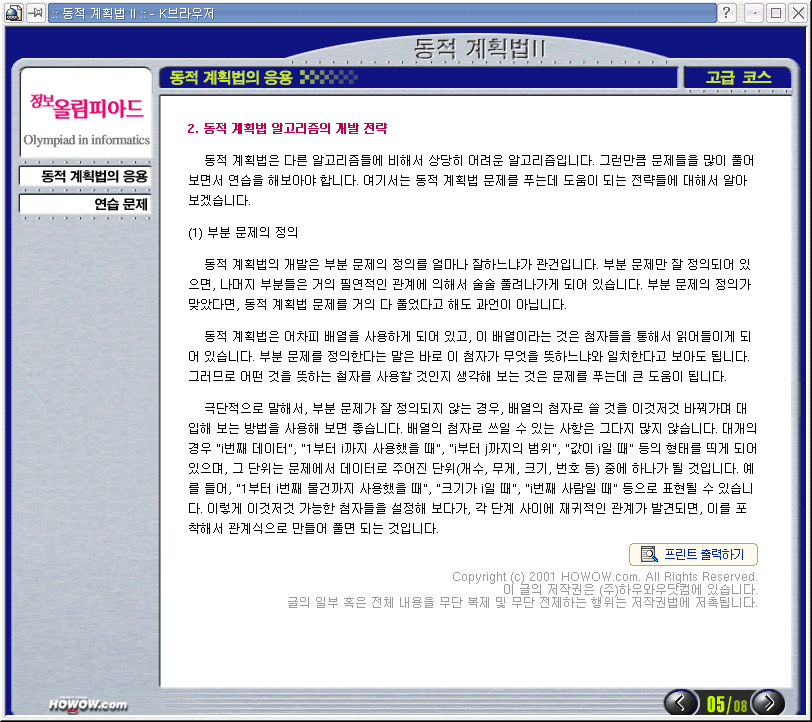 :: 동적 계획법 II :: - K브라우저
동적 계획법II
동적 계획법의 응용
고급 코스
정보올림피아드
Olympiad in informatics
동적 계획법의 응용
연습 문제
2. 동적 계획법 알고리즘의 개발 전략
동적 계획법은 다른 알고리즘들에 비해서 상당히 어려운 알고리즘입니다. 그런만큼 문제들을 많이 풀어
보면서 연습을 해보아야 합니다. 여기서는 동적 계획법 문제를 푸는데 도움이 되는 전략들에 대해서 알아
보겠습니다.
(1) 부분 문제의 정의
동적 계획법의 개발은 부분 문제의 정의를 얼마나 잘하느냐가 관건입니다. 부분 문제만 잘 정의되어 있
으면, 나머지 부분들은 거의 필연적인 관계에 의해서 술술 풀려나가게 되어 있습니다. 부분 문제의 정의가
맞았다면, 동적 계획법 문제를 거의 다 풀었다고 해도 과언이 아닙니다.
동적 계획법은 어차피 배열을 사용하게 되어 있고, 이 배열이라는 것은 첨자들을 통해서 읽어들이게 되
어 있습니다. 부분 문제를 정의한다는 말은 바로 이 첨자가 무엇을 뜻하느냐와 일치한다고 보아도 됩니다.
그러므로 어떤 것을 뜻하는 철자를 사용할 것인지 생각해 보는 것은 문제를 푸는데 큰 도움이 됩니다.
극단적으로 말해서, 부분 문제가 잘 정의되지 않는 경우, 배열의 첨자로 쓸 것을 이것저것 바꿔가며 대
입해 보는 방법을 사용해 보면 좋습니다. 배열의 첨자로 쓰일 수 있는 사항은 그다지 많지 않습니다. 대개의
경우 "i번째 데이터", "1부터 i까지 사용했을 때", "i부터 j까지의 범위", "값이 i일 때" 등의 형태를 띄게 되어
있으며, 그 단위는 문제에서 데이터로 주어진 단위(개수, 무게, 크기, 번호 등) 중에 하나가 될 것입니다. 예
를 들어, "1부터 i번째 물건까지 사용했을 때", "크기가 i일 때", "i번째 사람일 때" 등으로 표현될 수 있습니
다. 이렇게 이것저것 가능한 첨자들을 설정해 보다가, 각 단계 사이에 재귀적인 관계가 발견되면, 이를 포
착해서 관계식으로 만들어 풀면 되는 것입니다.
프린트 출력하기
Copyright (c) 2001 HOWOW.com. All Rights Reserved.
이 글의 저작권은 (주)하우와우닷컴에 있습니다.
글의 일부 혹은 전체 내용을 무단 복제 및 무단 전제하는 행위는 저작권법에 저촉됩니다.
HOWOW.com
05/08